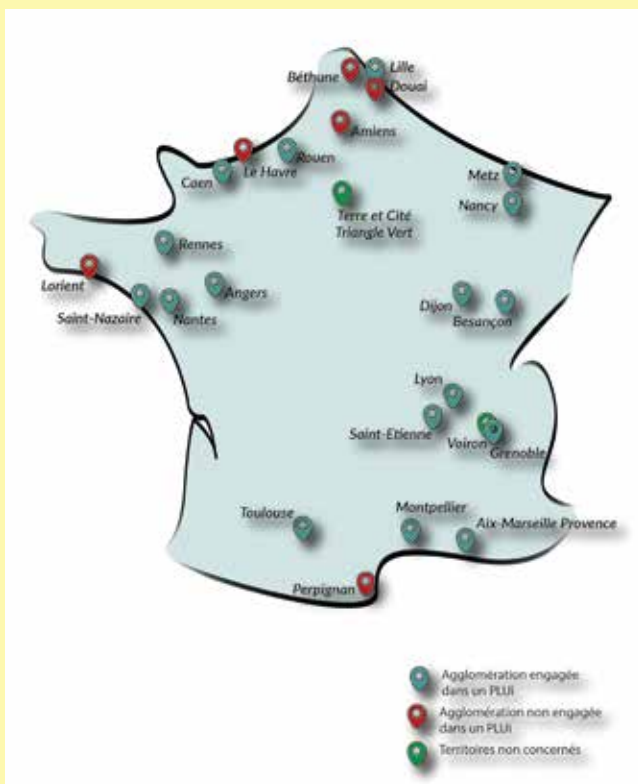 Lille
Béthune
Douai
Amiens
Rouen
Le Havre
Caen
Metz
Nancy
Terre et Cité
Triangle Vert
Rennes
Lorient
Angers
Saint-Nazaire
Nantes
Dijon
Besançon
Lyon
Saint-Etienne
Voiron
Grenoble
Toulouse
Montpellier
Aix-Marseille Provence
Perpignan
Agglomération engagée
dans un PLUi
Agglomération non engagée
dans un PLUi
Territoires non concernés